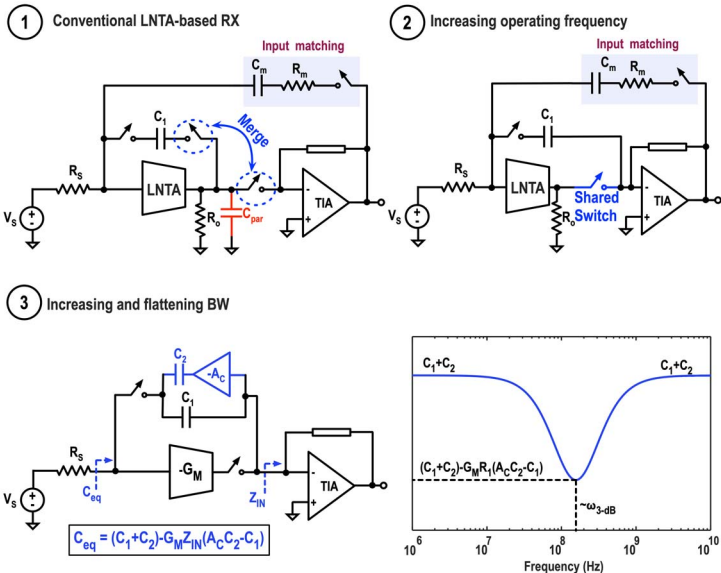 1 Conventional LNTA-based RX
Input matching
Cm
Rm
C1
Merge
RS
LNTA
VS
Ro
Cpar
TIA
2 Increasing operating frequency
Input matching
Cm
Rm
C1
RS
LNTA
VS
Ro
Shared
Switch
TIA
3 Increasing and flattening BW
C2
-AC
C1
RS
-GM
VS
Ceq
ZIN
TIA
Ceq = (C1+C2)-GMZIN(ACC2-C1)
C1+C2
C1+C2
(C1+C2)-GMR1(ACC2-C1)
~ω3-dB
10^6 10^7 10^8 10^9 10^10
Frequency (Hz)